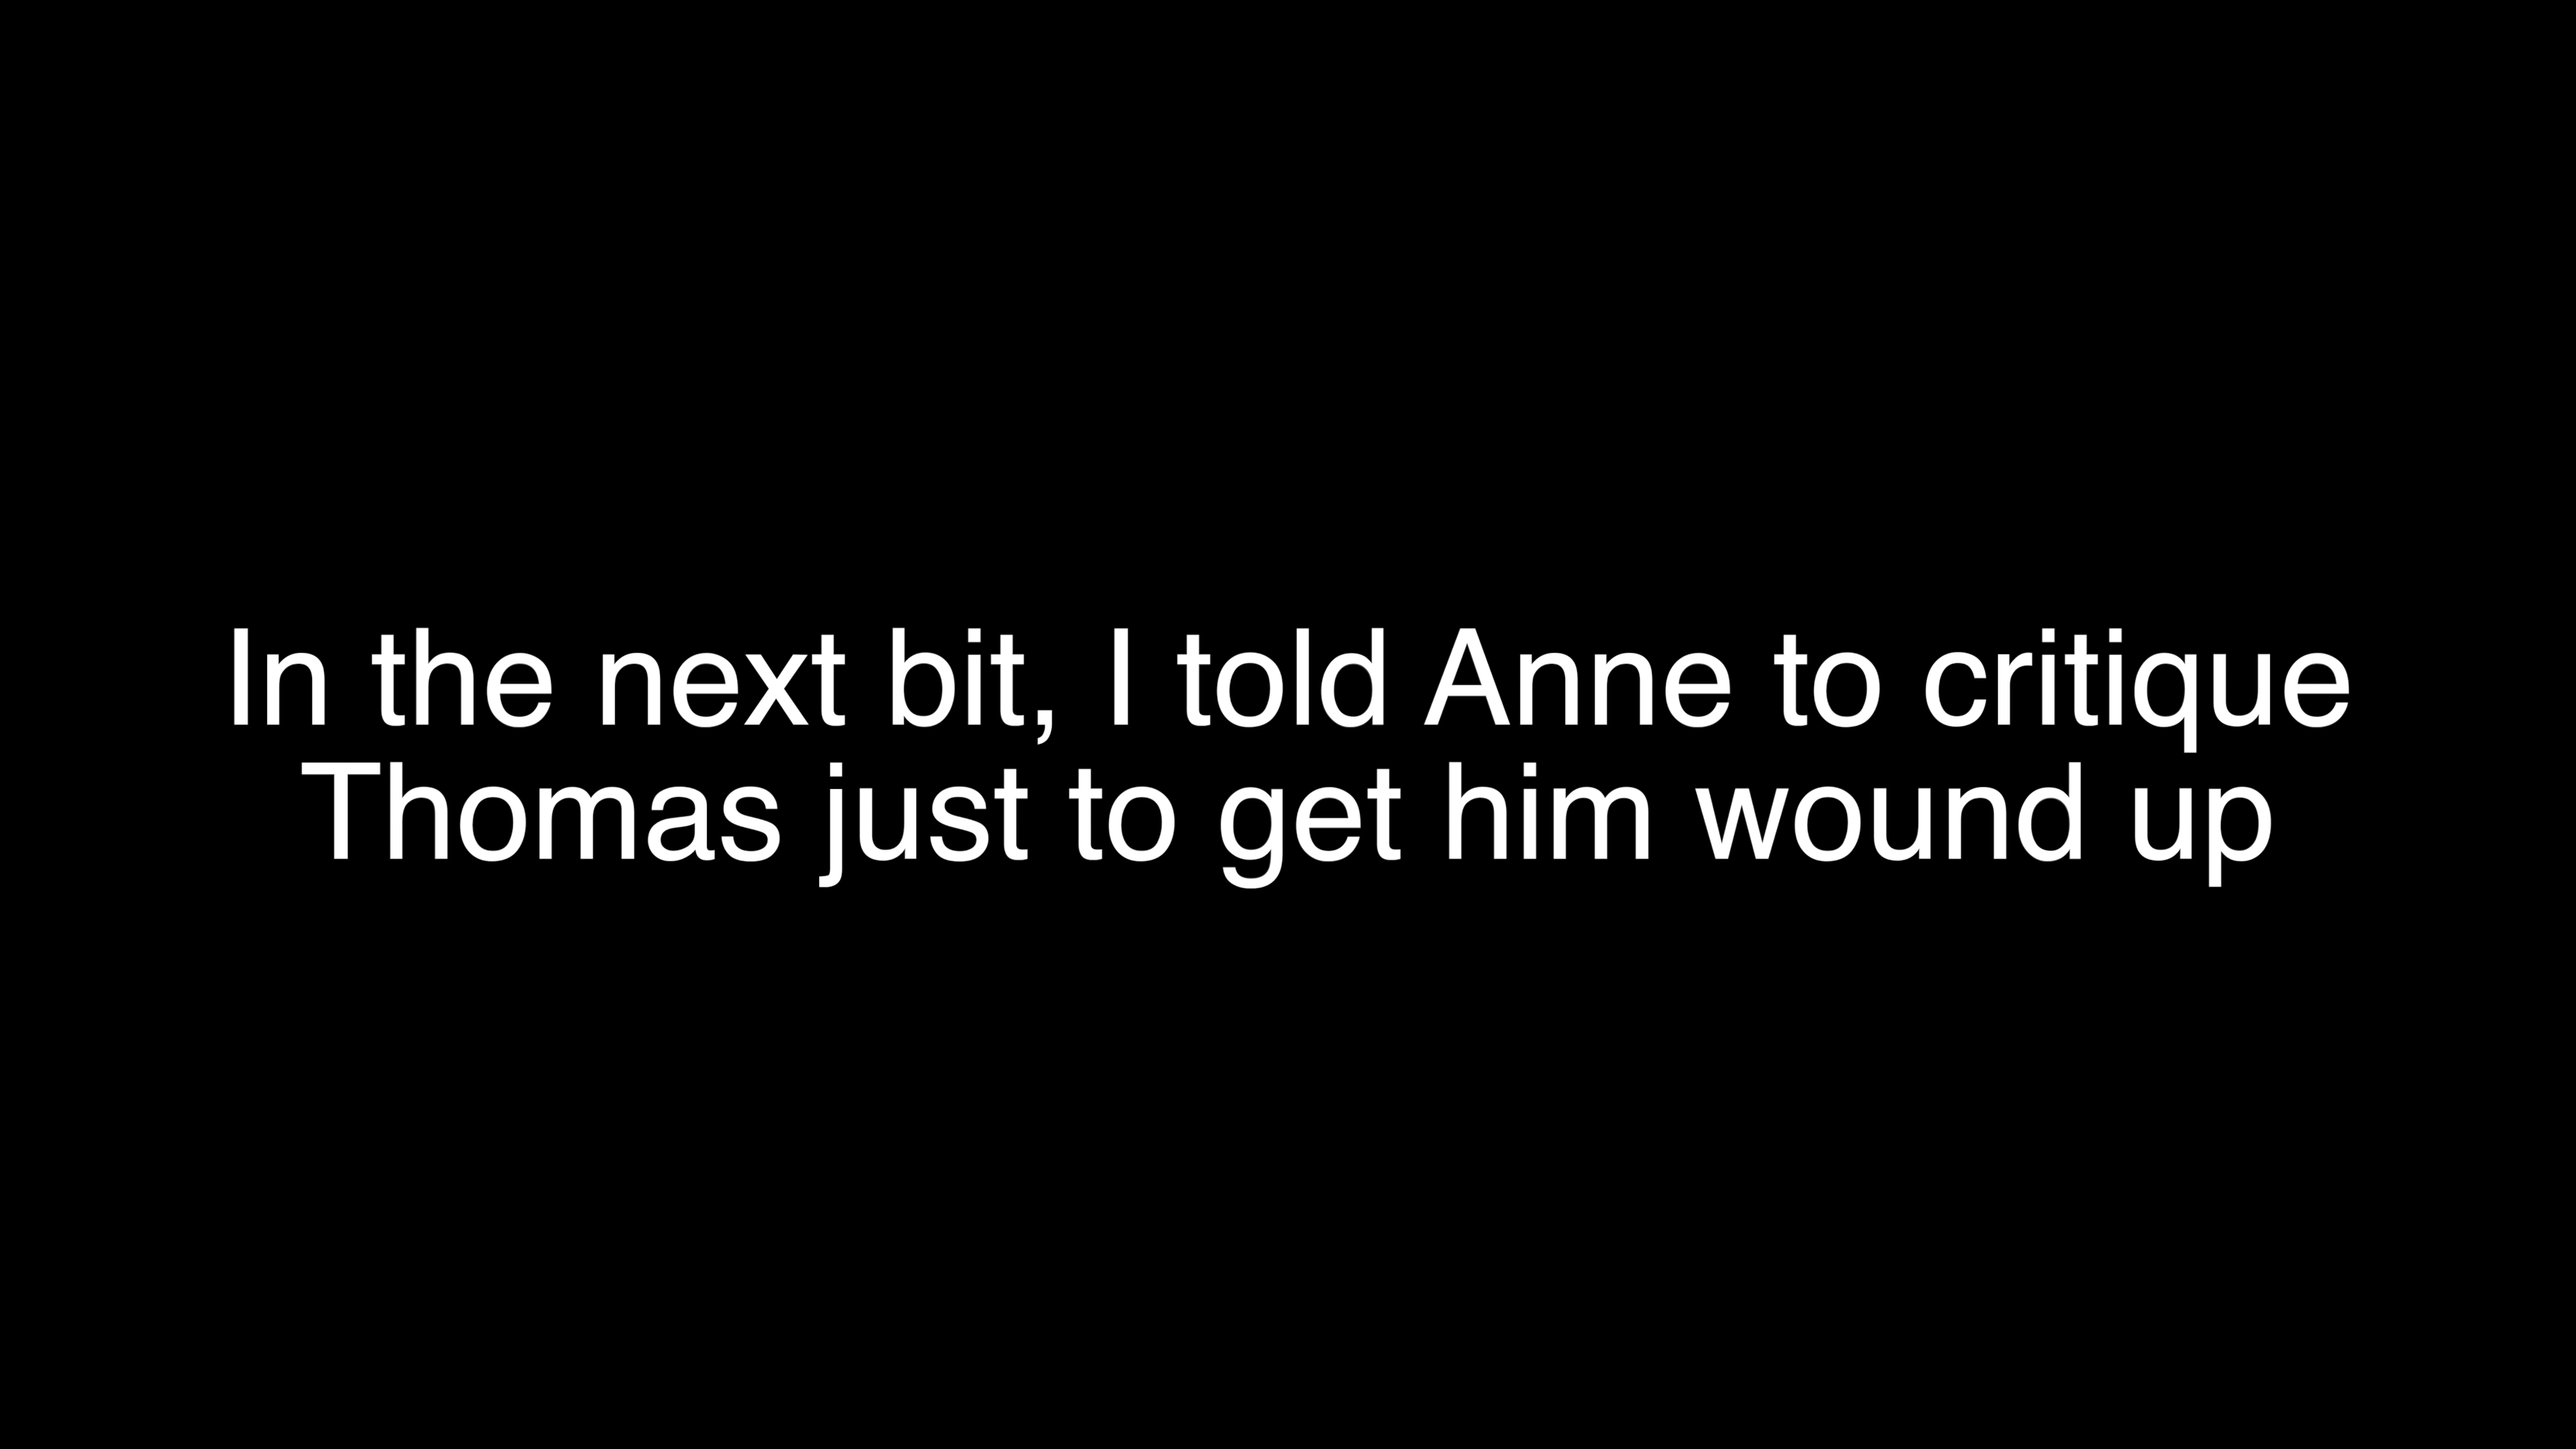 In the next bit, I told Anne to critique
Thomas just to get him wound up